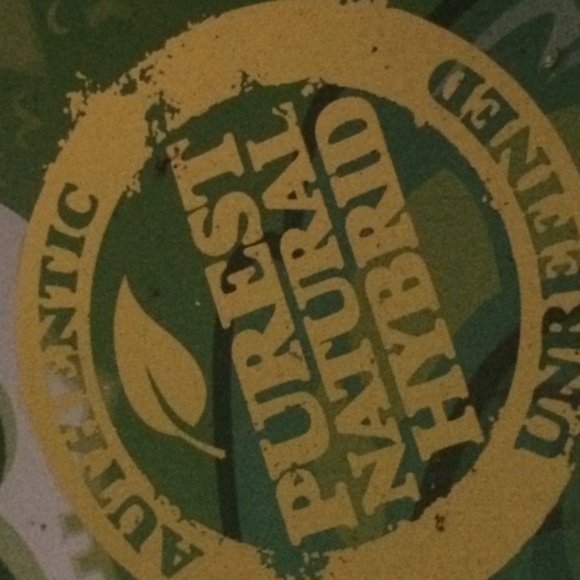 AUTHENTIC
PUREST
NATURAL
HYBRID
UNREFINED